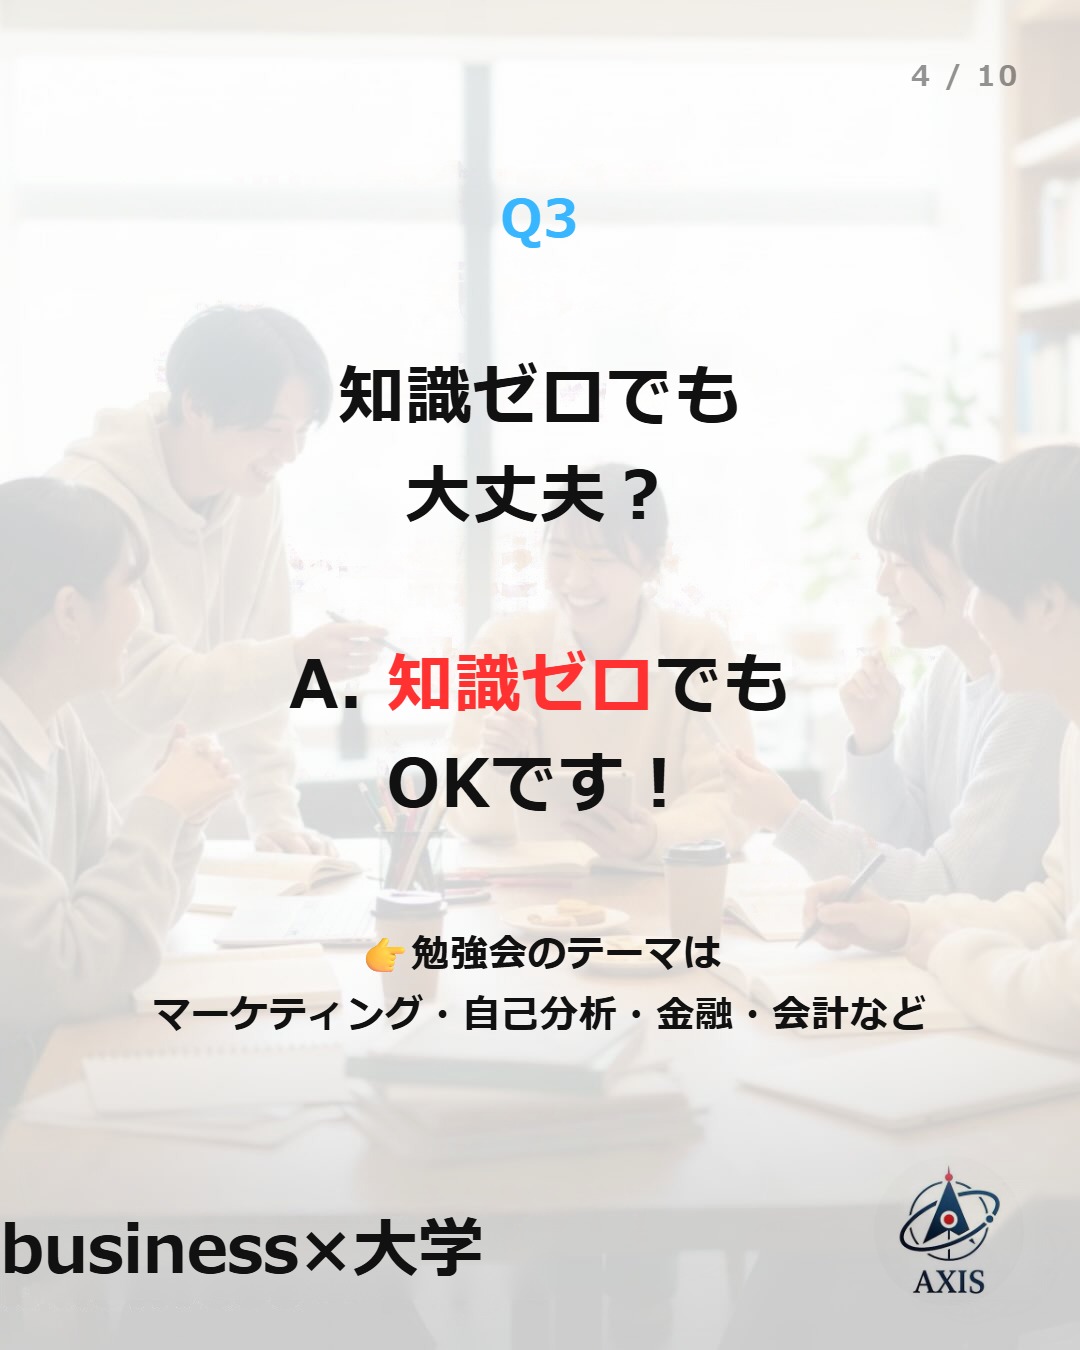 4 / 10
Q3
知識ゼロでも
大丈夫？
A. 知識ゼロでも
OKです！
👉勉強会のテーマは
マーケティング・自己分析・金融・会計など
business×大学
AXIS